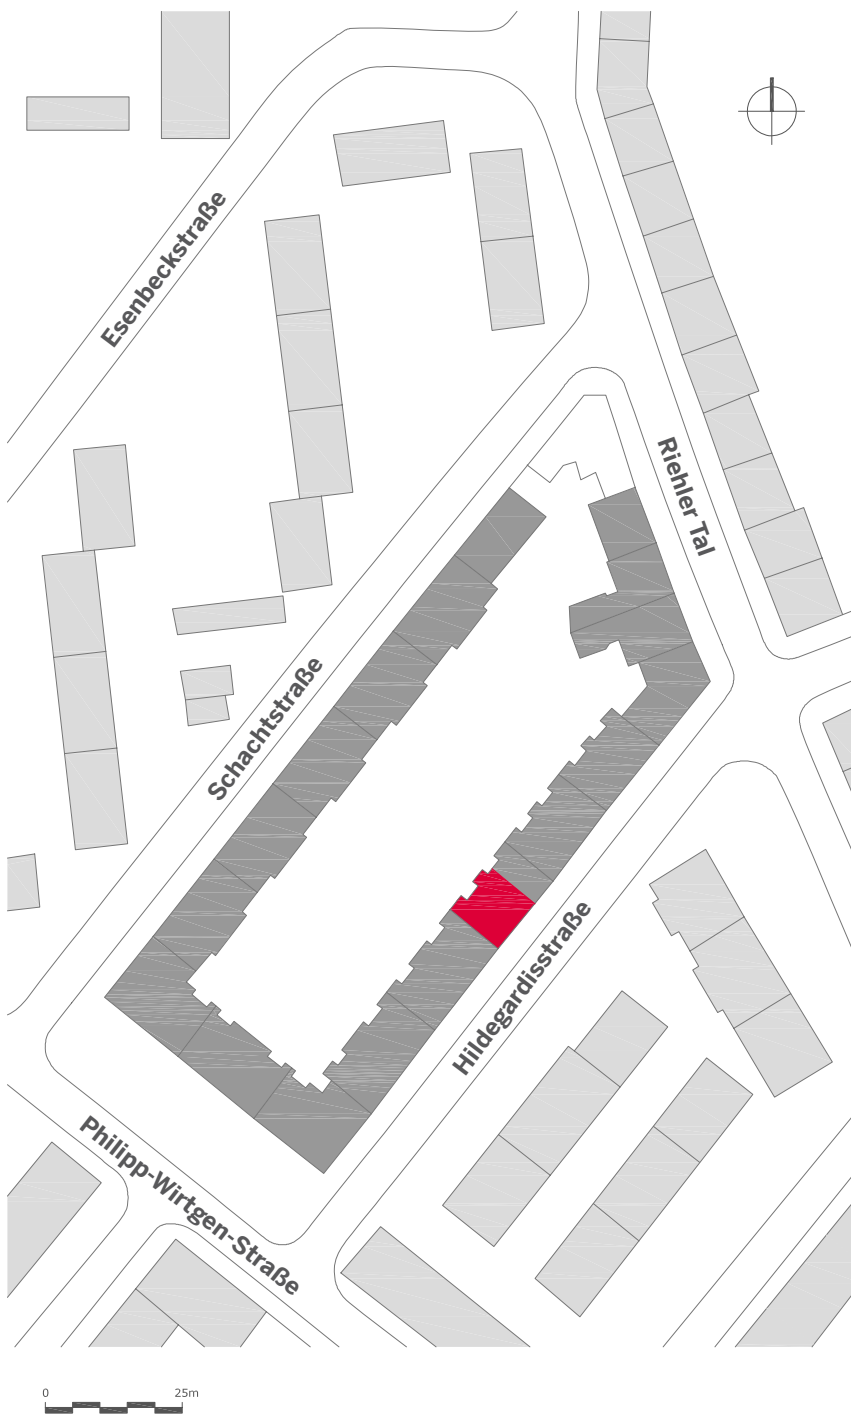 Esenbeckstraße
Riehler Tal
Schachtstraße
Hildegardisstraße
Philipp-Wirtgen-Straße
0 25m